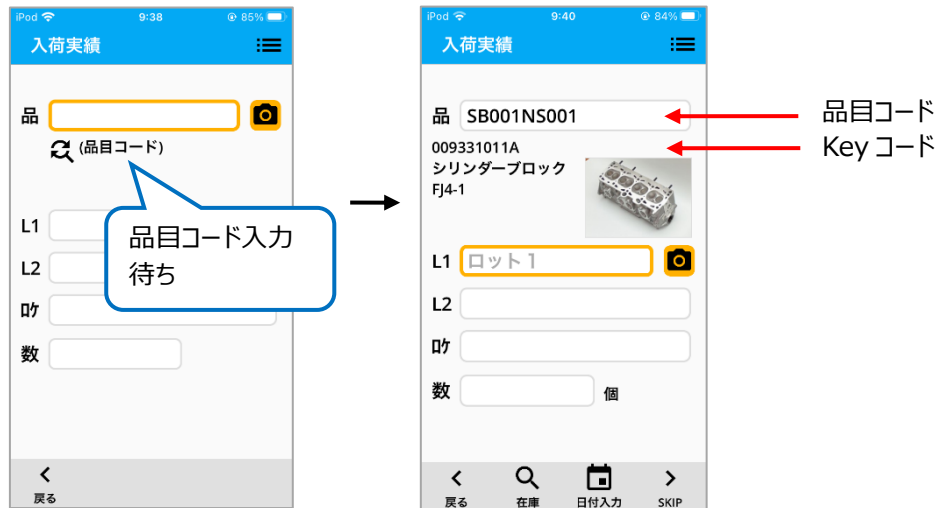 iPod 9:38 85%
入荷実績
品
(品目コード)
L1
品目コード入力
待ち
L2
ﾛｹ
数
戻る
iPod 9:40 84%
入荷実績
品 SB001NS001
009331011A
シリンダーブロック
FJ4-1
L1 ロット1
L2
ﾛｹ
数 個
戻る 在庫 日付入力 SKIP
品目コード
Key コード